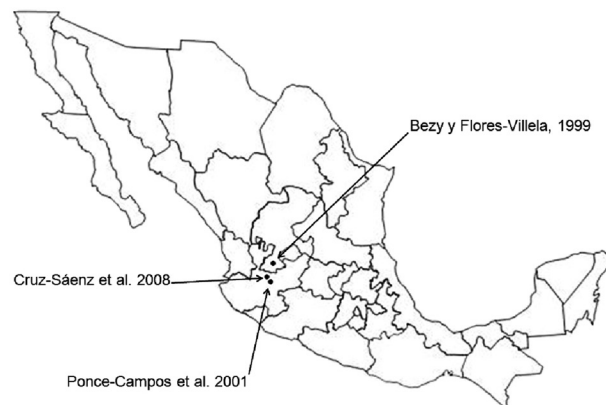 Bezy y Flores-Villela, 1999
Cruz-Sáenz et al. 2008
Ponce-Campos et al. 2001